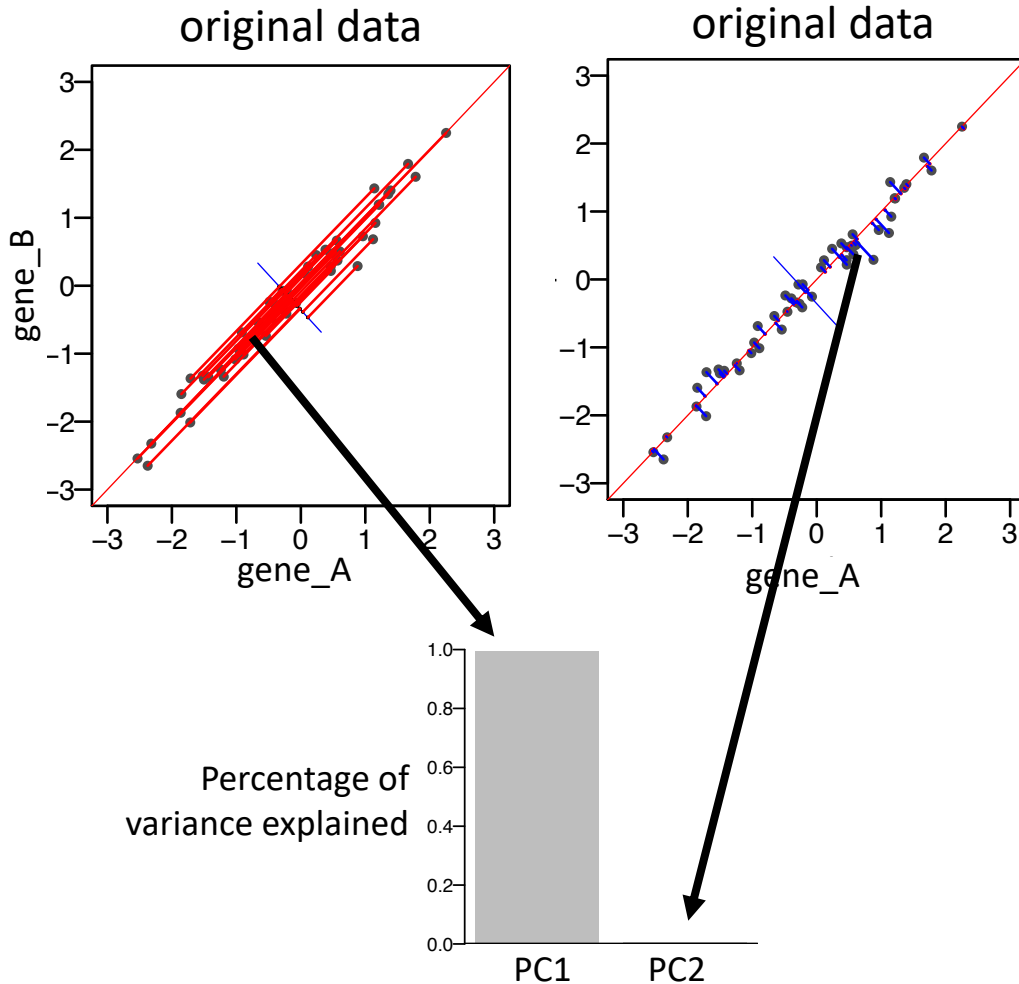 original data
original data
3
2
1
0
−1
−2
−3
gene_B
−3 −2 −1 0 1 2 3
gene_A
3
2
1
0
−1
−2
−3
−3 −2 −1 0 1 2 3
gene_A
1.0
0.8
0.6
0.4
0.2
0.0
Percentage of
variance explained
PC1 PC2